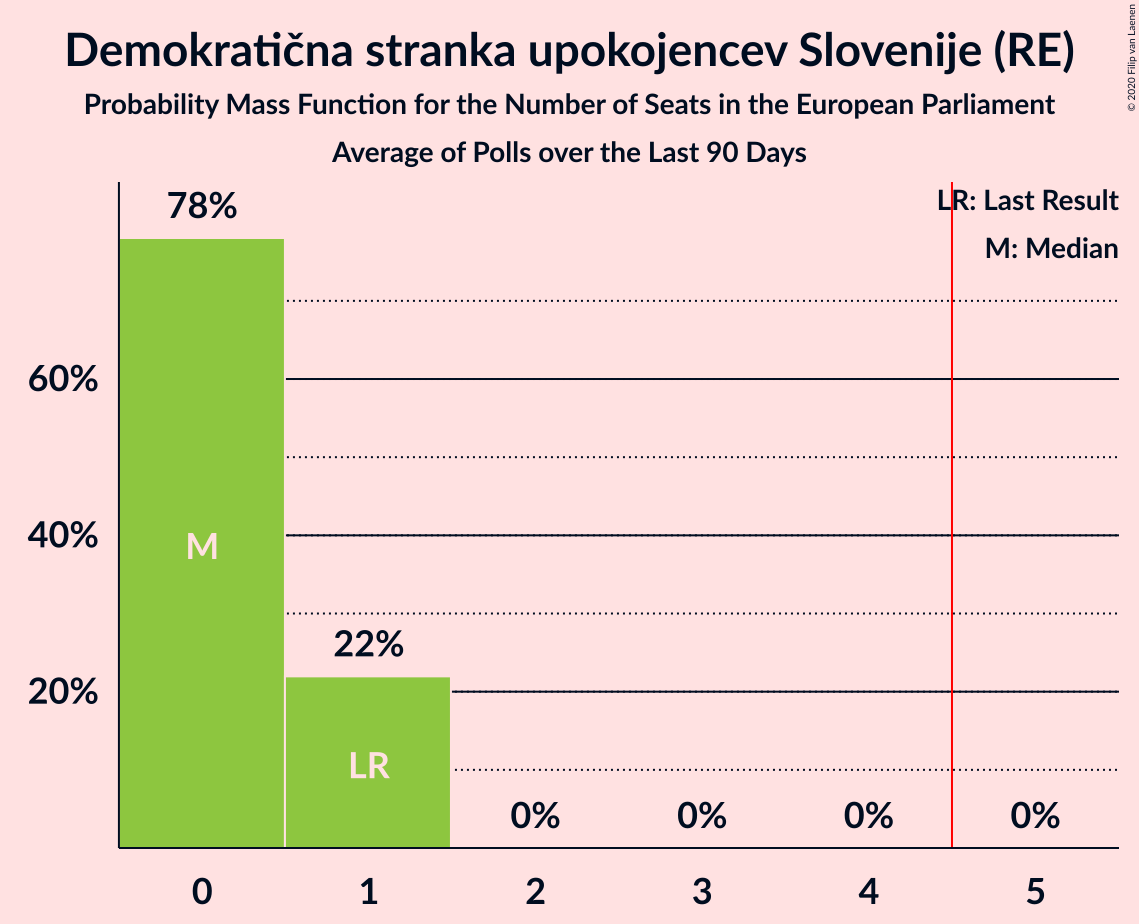 Demokratična stranka upokojencev Slovenije (RE)
Probability Mass Function for the Number of Seats in the European Parliament
Average of Polls over the Last 90 Days
© 2020 Filip van Laenen
LR: Last Result
M: Median
78%
60%
40%
M
22%
20%
LR
0% 0% 0% 0%
0 1 2 3 4 5